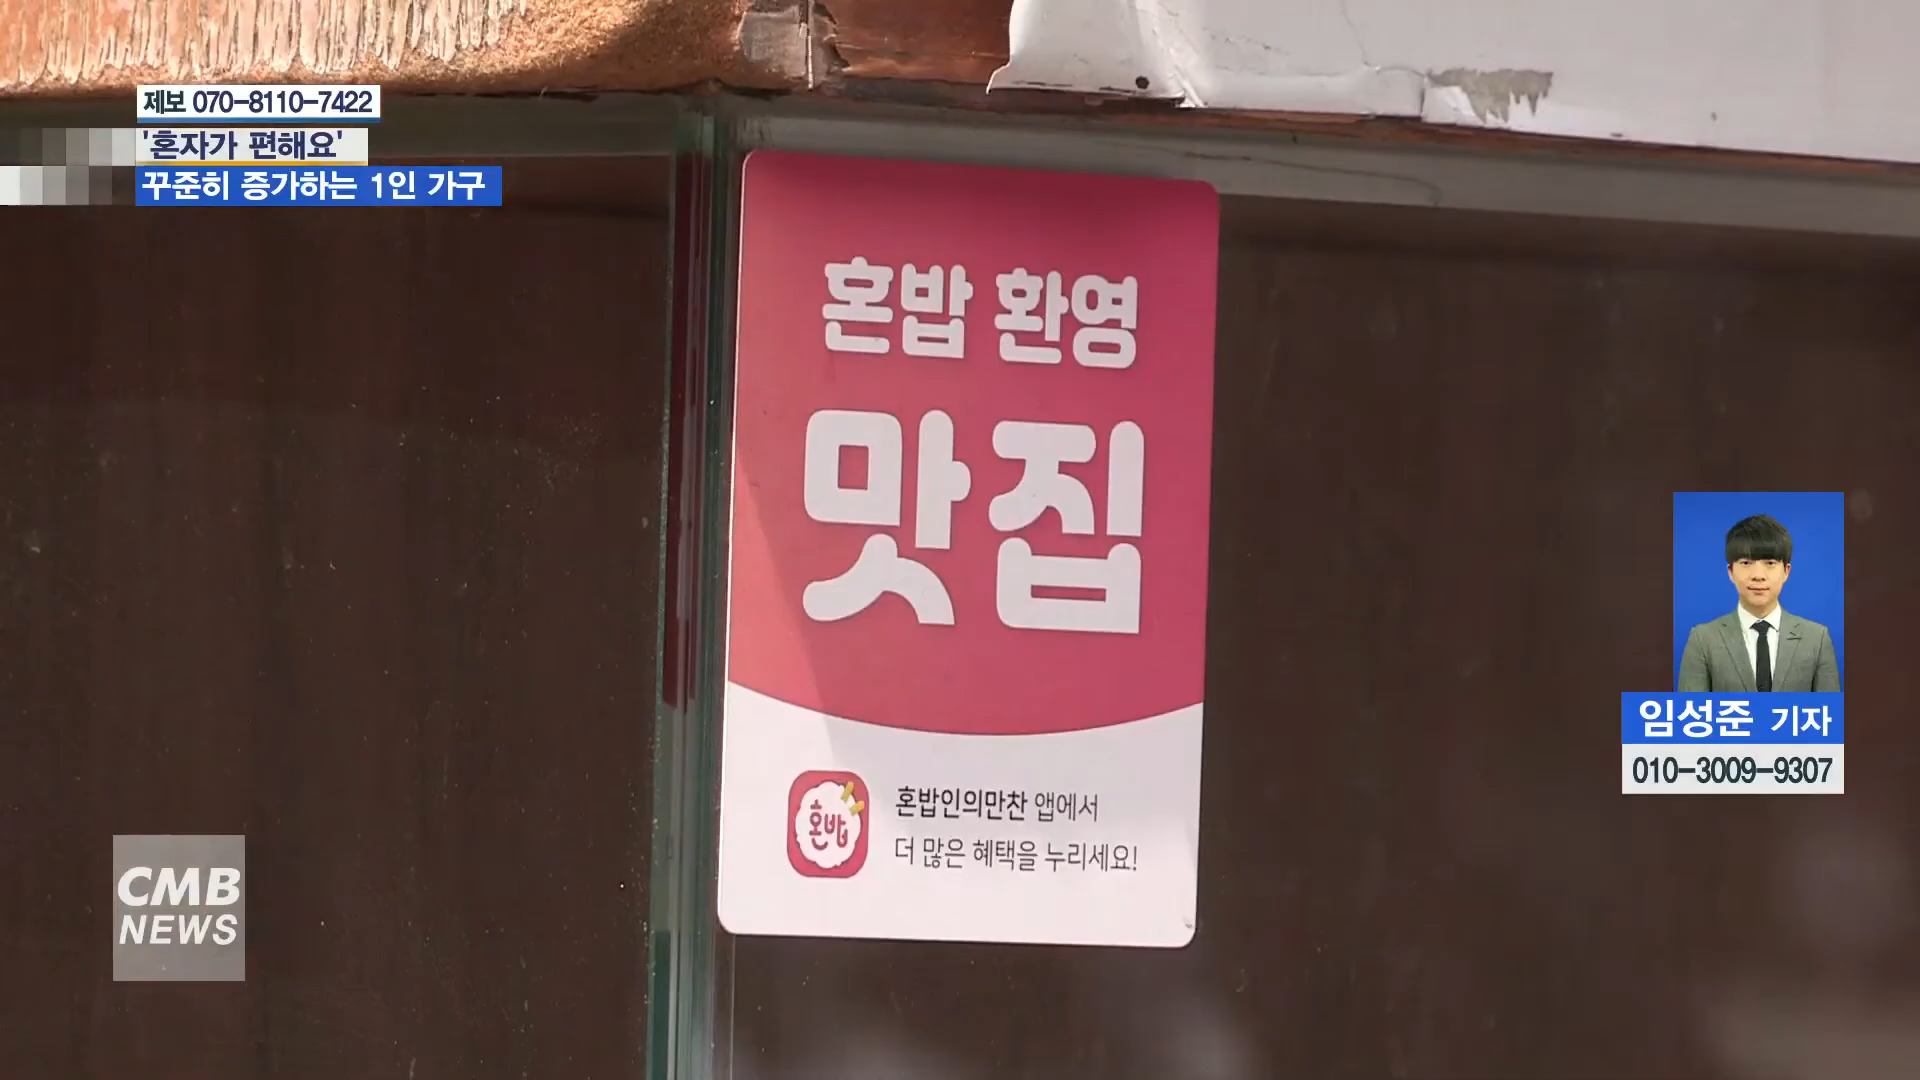 제보 070-8110-7422
'혼자가 편해요'
꾸준히 증가하는 1인 가구
혼밥 환영
맛집
혼밥
혼밥인의만찬 앱에서
더 많은 혜택을 누리세요!
임성준 기자
010-3009-9307
CMB
NEWS